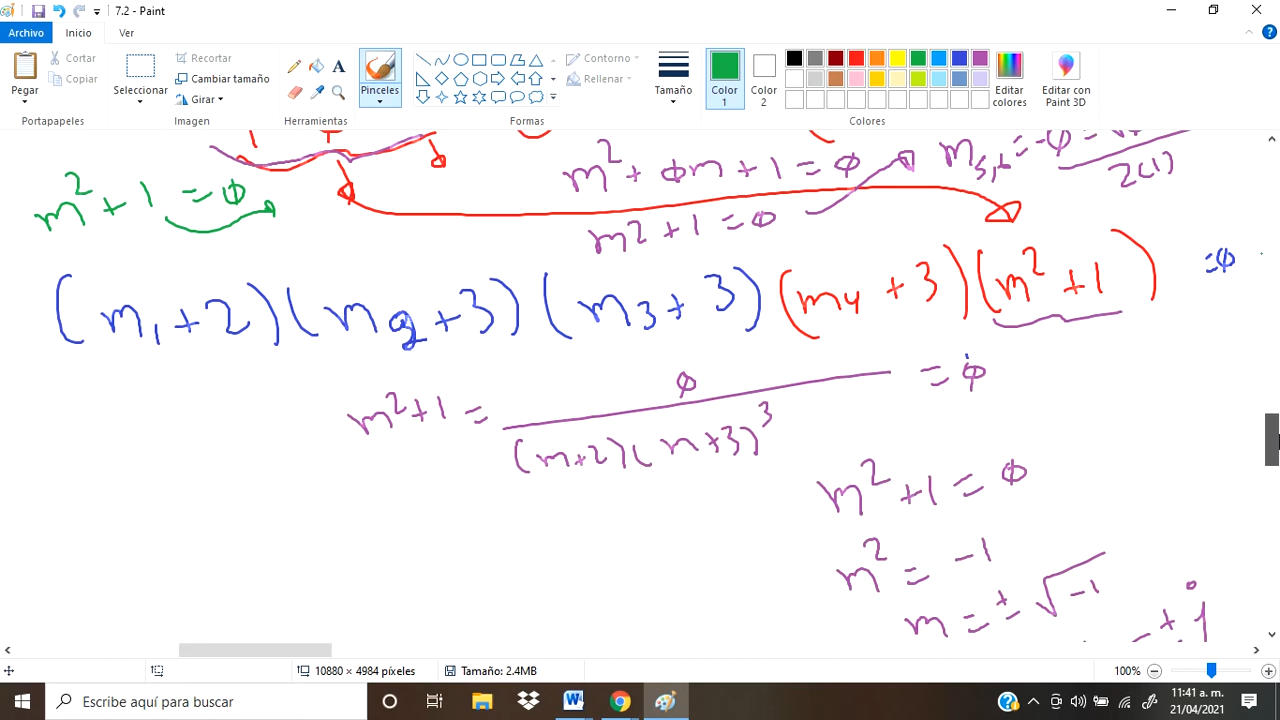 7.2 - Paint
Archivo Inicio Ver
Pegar
Cortar
Copiar
Portapapeles
Seleccionar
Recortar
Cambiar tamaño
Girar
Imagen
Herramientas
Pinceles
Formas
Contorno
Rellenar
Tamaño
Color 1
Color 2
Editar colores
Editar con Paint 3D
Colores
m² + 1 = φ
m² + φm + 1 = φ
2(1)
m² + 1 = φ
(m₁ + 2)(m₂ + 3)(m₃ + 3)(m₄ + 3)(m² + 1) = φ
m² + 1 = φ / (m+2)(m+3)³ = φ
m² + 1 = φ
m² = -1
m = ± √-1
± i
10880 × 4984 píxeles
Tamaño: 2.4MB
100%
Escribe aquí para buscar
11:41 a. m.
21/04/2021